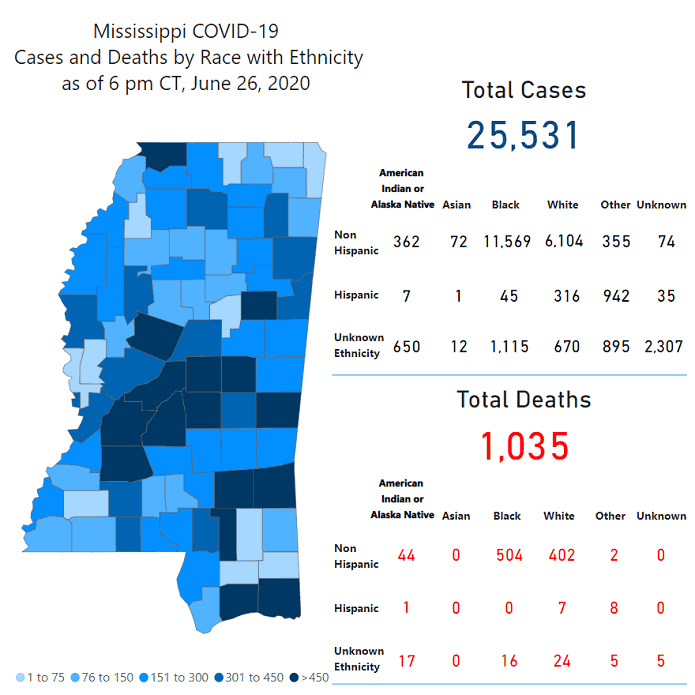 Mississippi COVID-19
Cases and Deaths by Race with Ethnicity
as of 6 pm CT, June 26, 2020
Total Cases
25,531
American
Indian or
Alaska Native Asian Black White Other Unknown
Non
Hispanic 362 72 11,569 6,104 355 74
Hispanic 7 1 45 316 942 35
Unknown
Ethnicity 650 12 1,115 670 895 2,307
Total Deaths
1,035
American
Indian or
Alaska Native Asian Black White Other Unknown
Non
Hispanic 44 0 504 402 2 0
Hispanic 1 0 0 7 8 0
Unknown
Ethnicity 17 0 16 24 5 5
1 to 75 76 to 150 151 to 300 301 to 450 >450